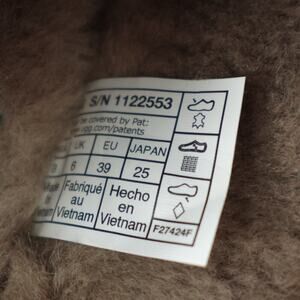 S/N 1122553
be covered by Pat:
ugg.com/patents
UK EU JAPAN
6 39 25
Fabriqué Hecho
au en
Vietnam Vietnam
F27424F